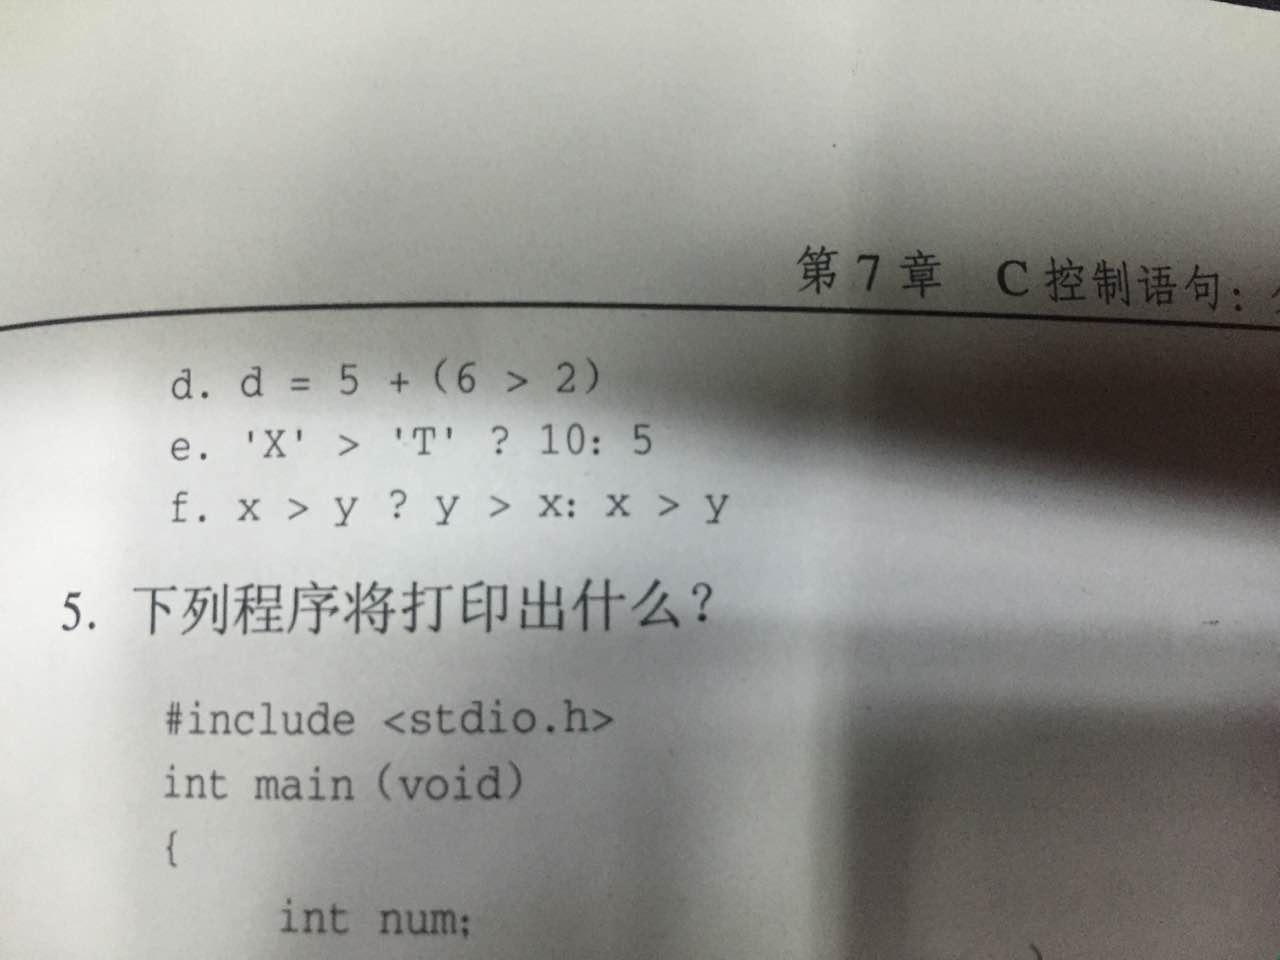 第 7 章 C 控制语句：
d. d = 5 + (6 > 2)
e. 'X' > 'T' ? 10: 5
f. x > y ? y > x: x > y
5. 下列程序将打印出什么？
#include <stdio.h>
int main (void)
{
int num;